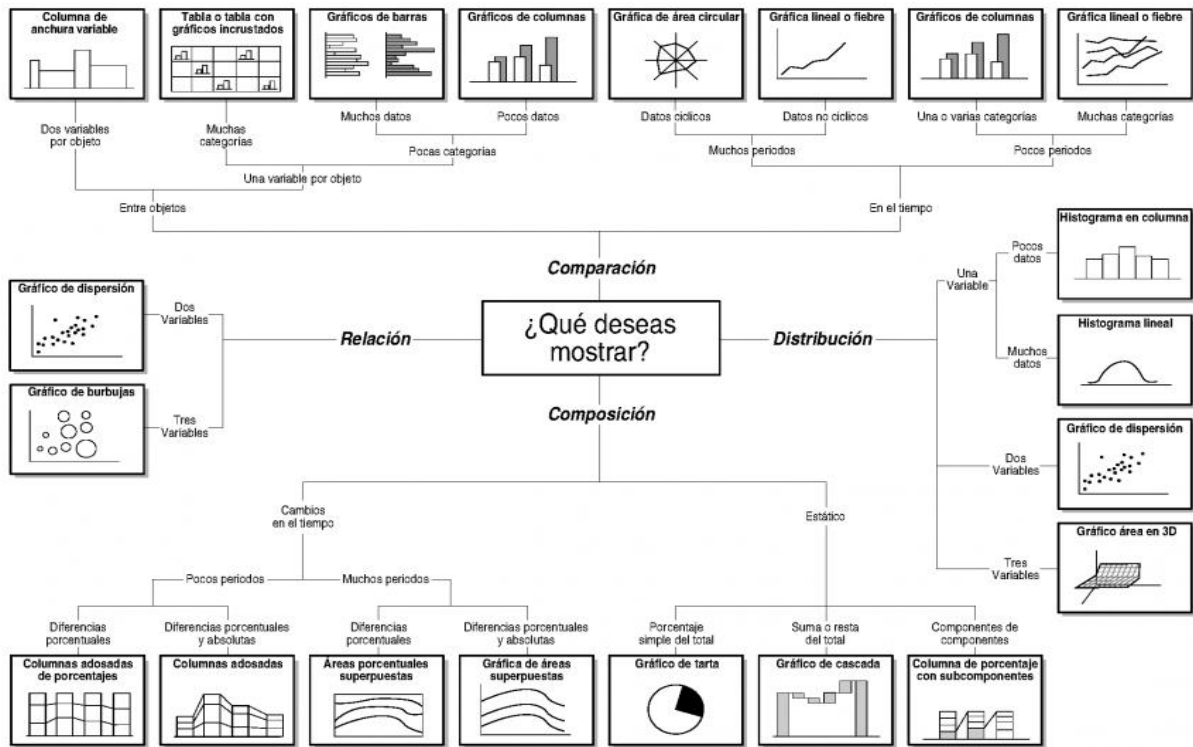 Columna de
anchura variable
Tabla o tabla con
gráficos incrustados
Gráficos de barras
Gráficos de columnas
Gráfica de área circular
Gráfica lineal o fiebre
Gráficos de columnas
Gráfica lineal o fiebre
Dos variables
por objeto
Muchas
categorías
Muchos datos
Pocos datos
Datos cíclicos
Datos no cíclicos
Una o varias categorías
Muchas categorías
Pocas categorías
Muchos periodos
Pocos periodos
Una variable por objeto
Entre objetos
En el tiempo
Comparación
¿Qué deseas
mostrar?
Relación
Dos
Variables
Gráfico de dispersión
Tres
Variables
Gráfico de burbujas
Distribución
Una
Variable
Pocos
datos
Histograma en columna
Muchos
datos
Histograma lineal
Dos
Variables
Gráfico de dispersión
Tres
Variables
Gráfico área en 3D
Composición
Cambios
en el tiempo
Estático
Pocos periodos
Muchos periodos
Diferencias
porcentuales
Diferencias porcentuales
y absolutas
Diferencias
porcentuales
Diferencias porcentuales
y absolutas
Porcentaje
simple del total
Suma o resta
del total
Componentes de
componentes
Columnas adosadas
de porcentajes
Columnas adosadas
Áreas porcentuales
superpuestas
Gráfica de áreas
superpuestas
Gráfico de tarta
Gráfico de cascada
Columna de porcentaje
con subcomponentes